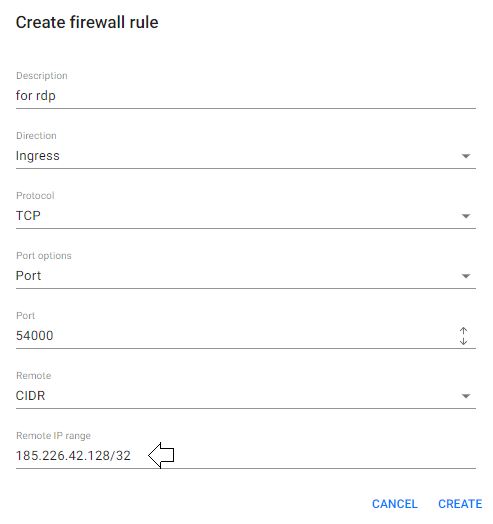 Create firewall rule
Description
for rdp
Direction
Ingress
Protocol
TCP
Port options
Port
Port
54000
Remote
CIDR
Remote IP range
185.226.42.128/32
CANCEL CREATE